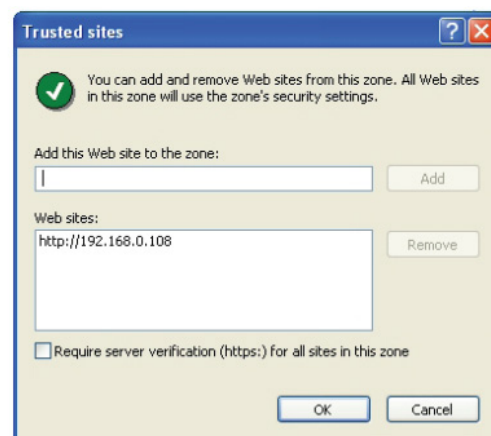 Trusted sites
You can add and remove Web sites from this zone. All Web sites
in this zone will use the zone's security settings.
Add this Web site to the zone:
Add
Web sites:
http://192.168.0.108
Remove
Require server verification (https:) for all sites in this zone
OK
Cancel